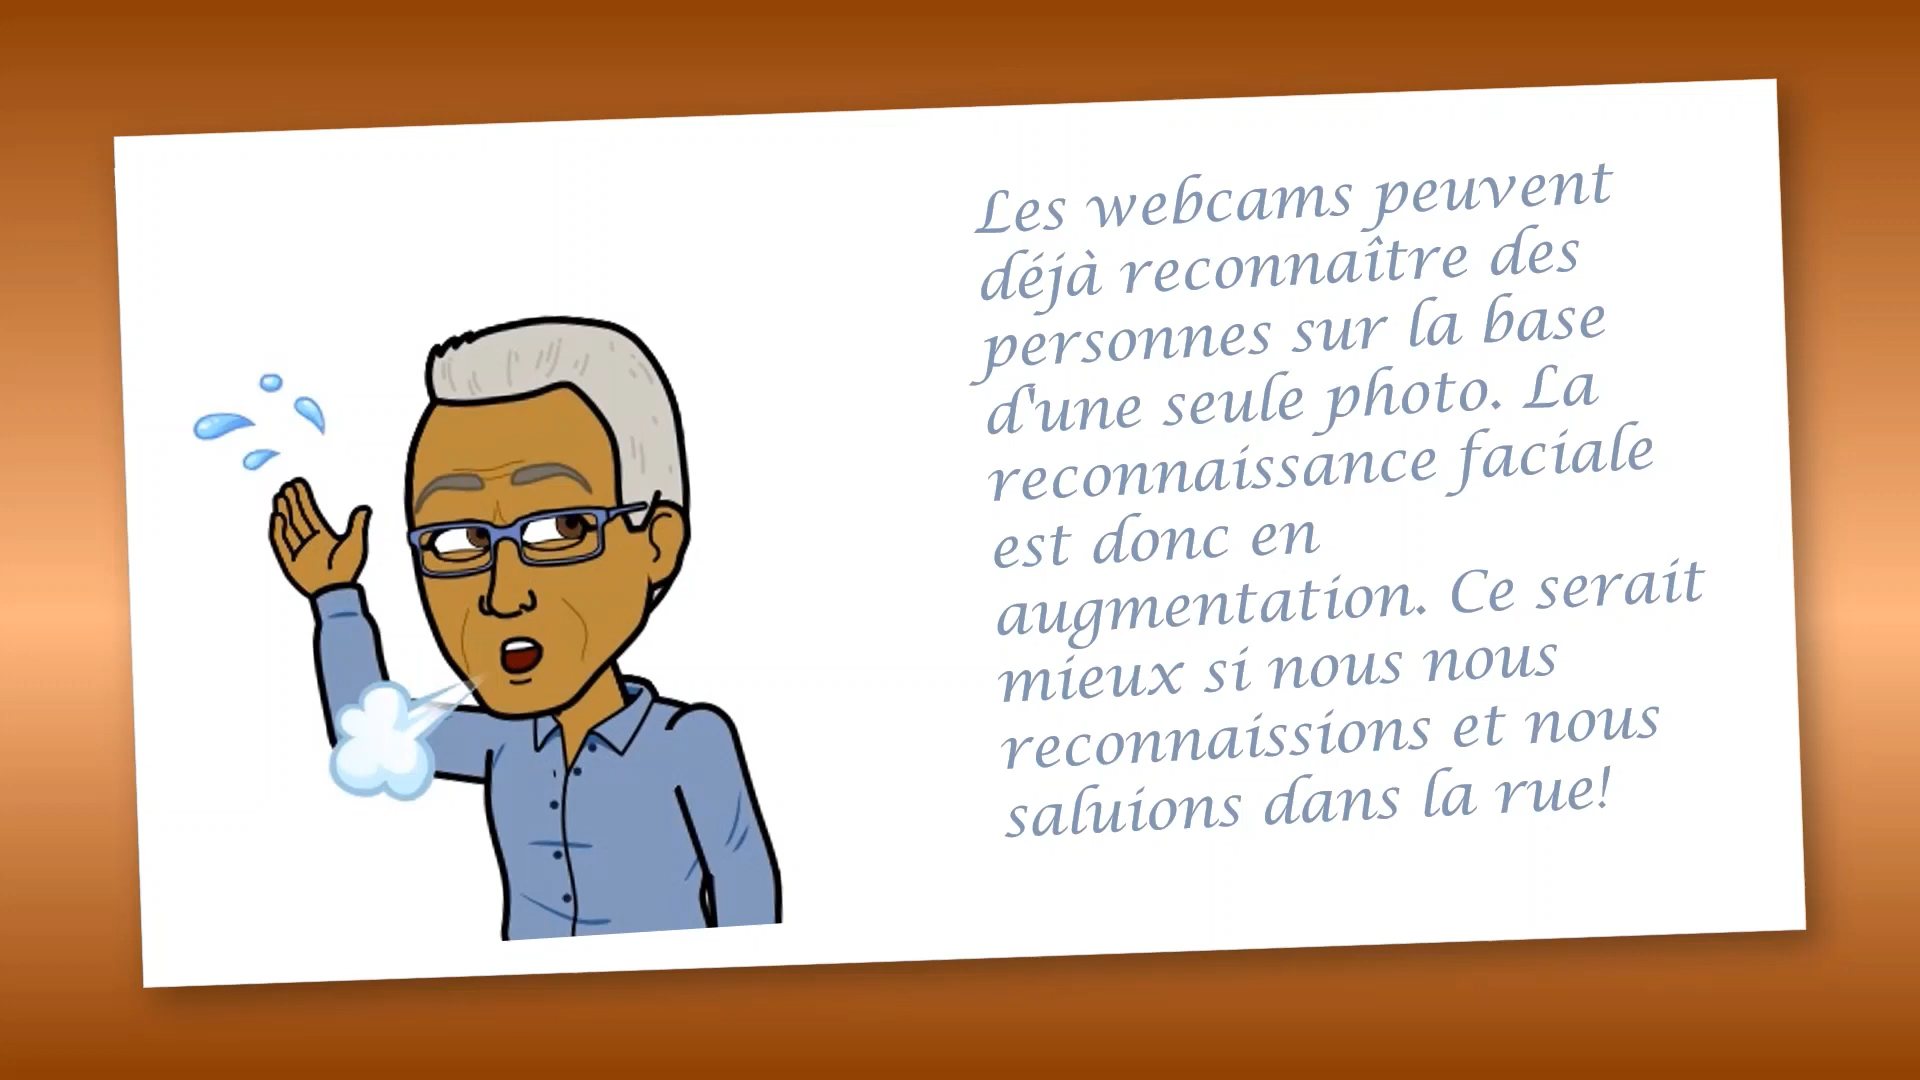 Les webcams peuvent
déjà reconnaître des
personnes sur la base
d'une seule photo. La
reconnaissance faciale
est donc en
augmentation. Ce serait
mieux si nous nous
reconnaissions et nous
saluions dans la rue!